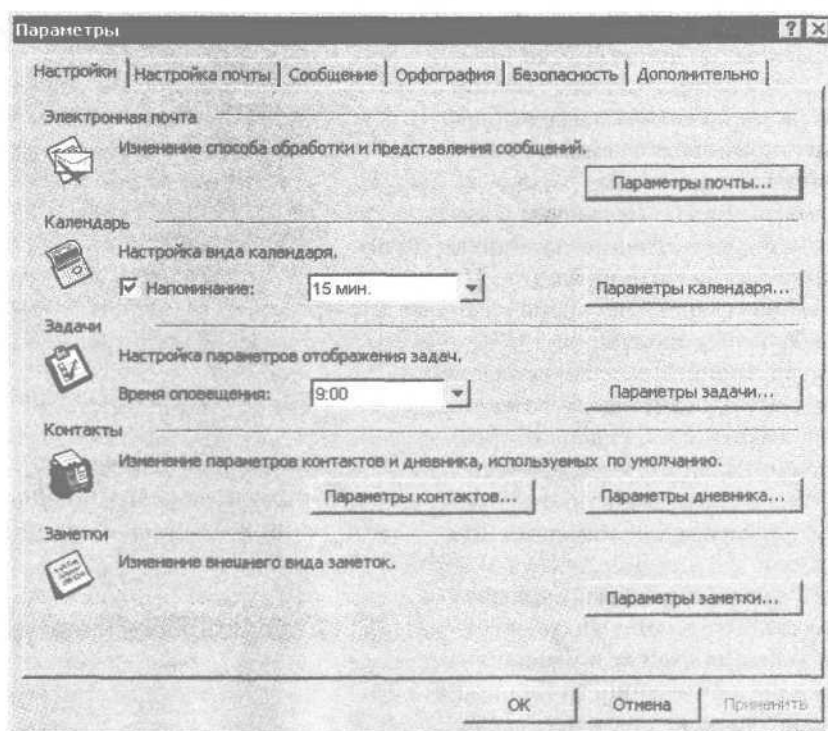 Параметры
Настройки Настройка почты Сообщение Орфография Безопасность Дополнительно
Электронная почта
Изменение способа обработки и представления сообщений.
Параметры почты...
Календарь
Настройка вида календаря.
Напоминание: 15 мин. Параметры календаря...
Задачи
Настройка параметров отображения задач.
Время оповещения: 9:00 Параметры задачи...
Контакты
Изменение параметров контактов и дневника, используемых по умолчанию.
Параметры контактов... Параметры дневника...
Заметки
Изменение внешнего вида заметок.
Параметры заметки...
ОК Отмена Применить